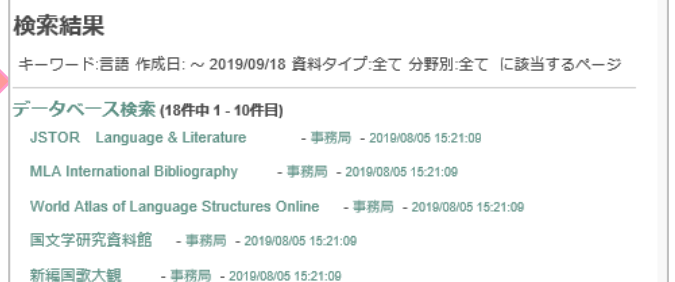 検索結果
キーワード:言語 作成日: ～ 2019/09/18 資料タイプ:全て 分野別:全て に該当するページ
データベース検索 (18件中 1 - 10件目)
JSTOR Language & Literature - 事務局 - 2019/08/05 15:21:09
MLA International Bibliography - 事務局 - 2019/08/05 15:21:09
World Atlas of Language Structures Online - 事務局 - 2019/08/05 15:21:09
国文学研究資料館 - 事務局 - 2019/08/05 15:21:09
新編国歌大観 - 事務局 - 2019/08/05 15:21:09